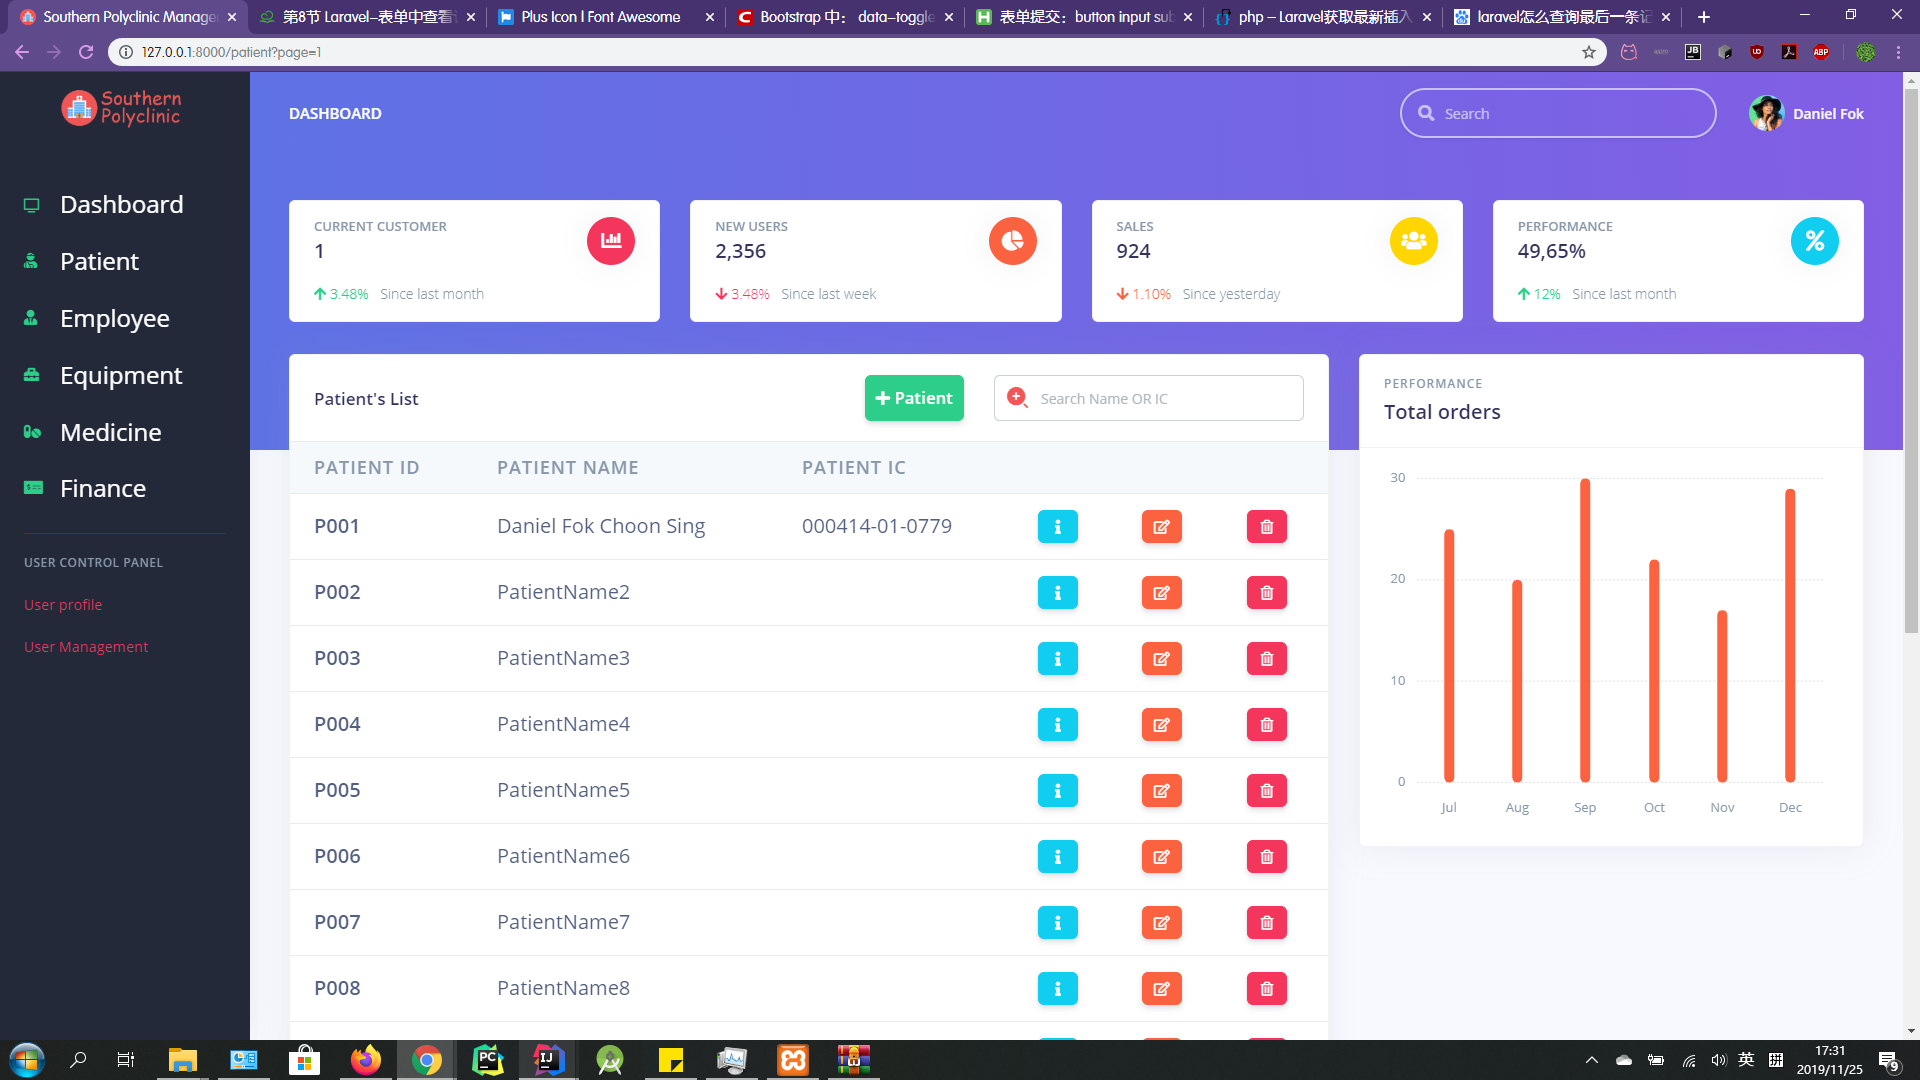 Southern Polyclinic Manage
第8节 Laravel-表单中查看
Plus Icon | Font Awesome
Bootstrap 中: data-toggle
表单提交: button input sub
php - Laravel获取最新插入
laravel怎么查询最后一条记
127.0.0.1:8000/patient?page=1
Southern
Polyclinic
DASHBOARD
Search
Daniel Fok
Dashboard
Patient
Employee
Equipment
Medicine
Finance
USER CONTROL PANEL
User profile
User Management
CURRENT CUSTOMER
1
3.48% Since last month
NEW USERS
2,356
3.48% Since last week
SALES
924
1.10% Since yesterday
PERFORMANCE
49,65%
12% Since last month
Patient's List
Patient
Search Name OR IC
PATIENT ID PATIENT NAME PATIENT IC
P001 Daniel Fok Choon Sing 000414-01-0779
P002 PatientName2
P003 PatientName3
P004 PatientName4
P005 PatientName5
P006 PatientName6
P007 PatientName7
P008 PatientName8
PERFORMANCE
Total orders
30
20
10
0
Jul Aug Sep Oct Nov Dec
英
拼
17:31
2019/11/25
9